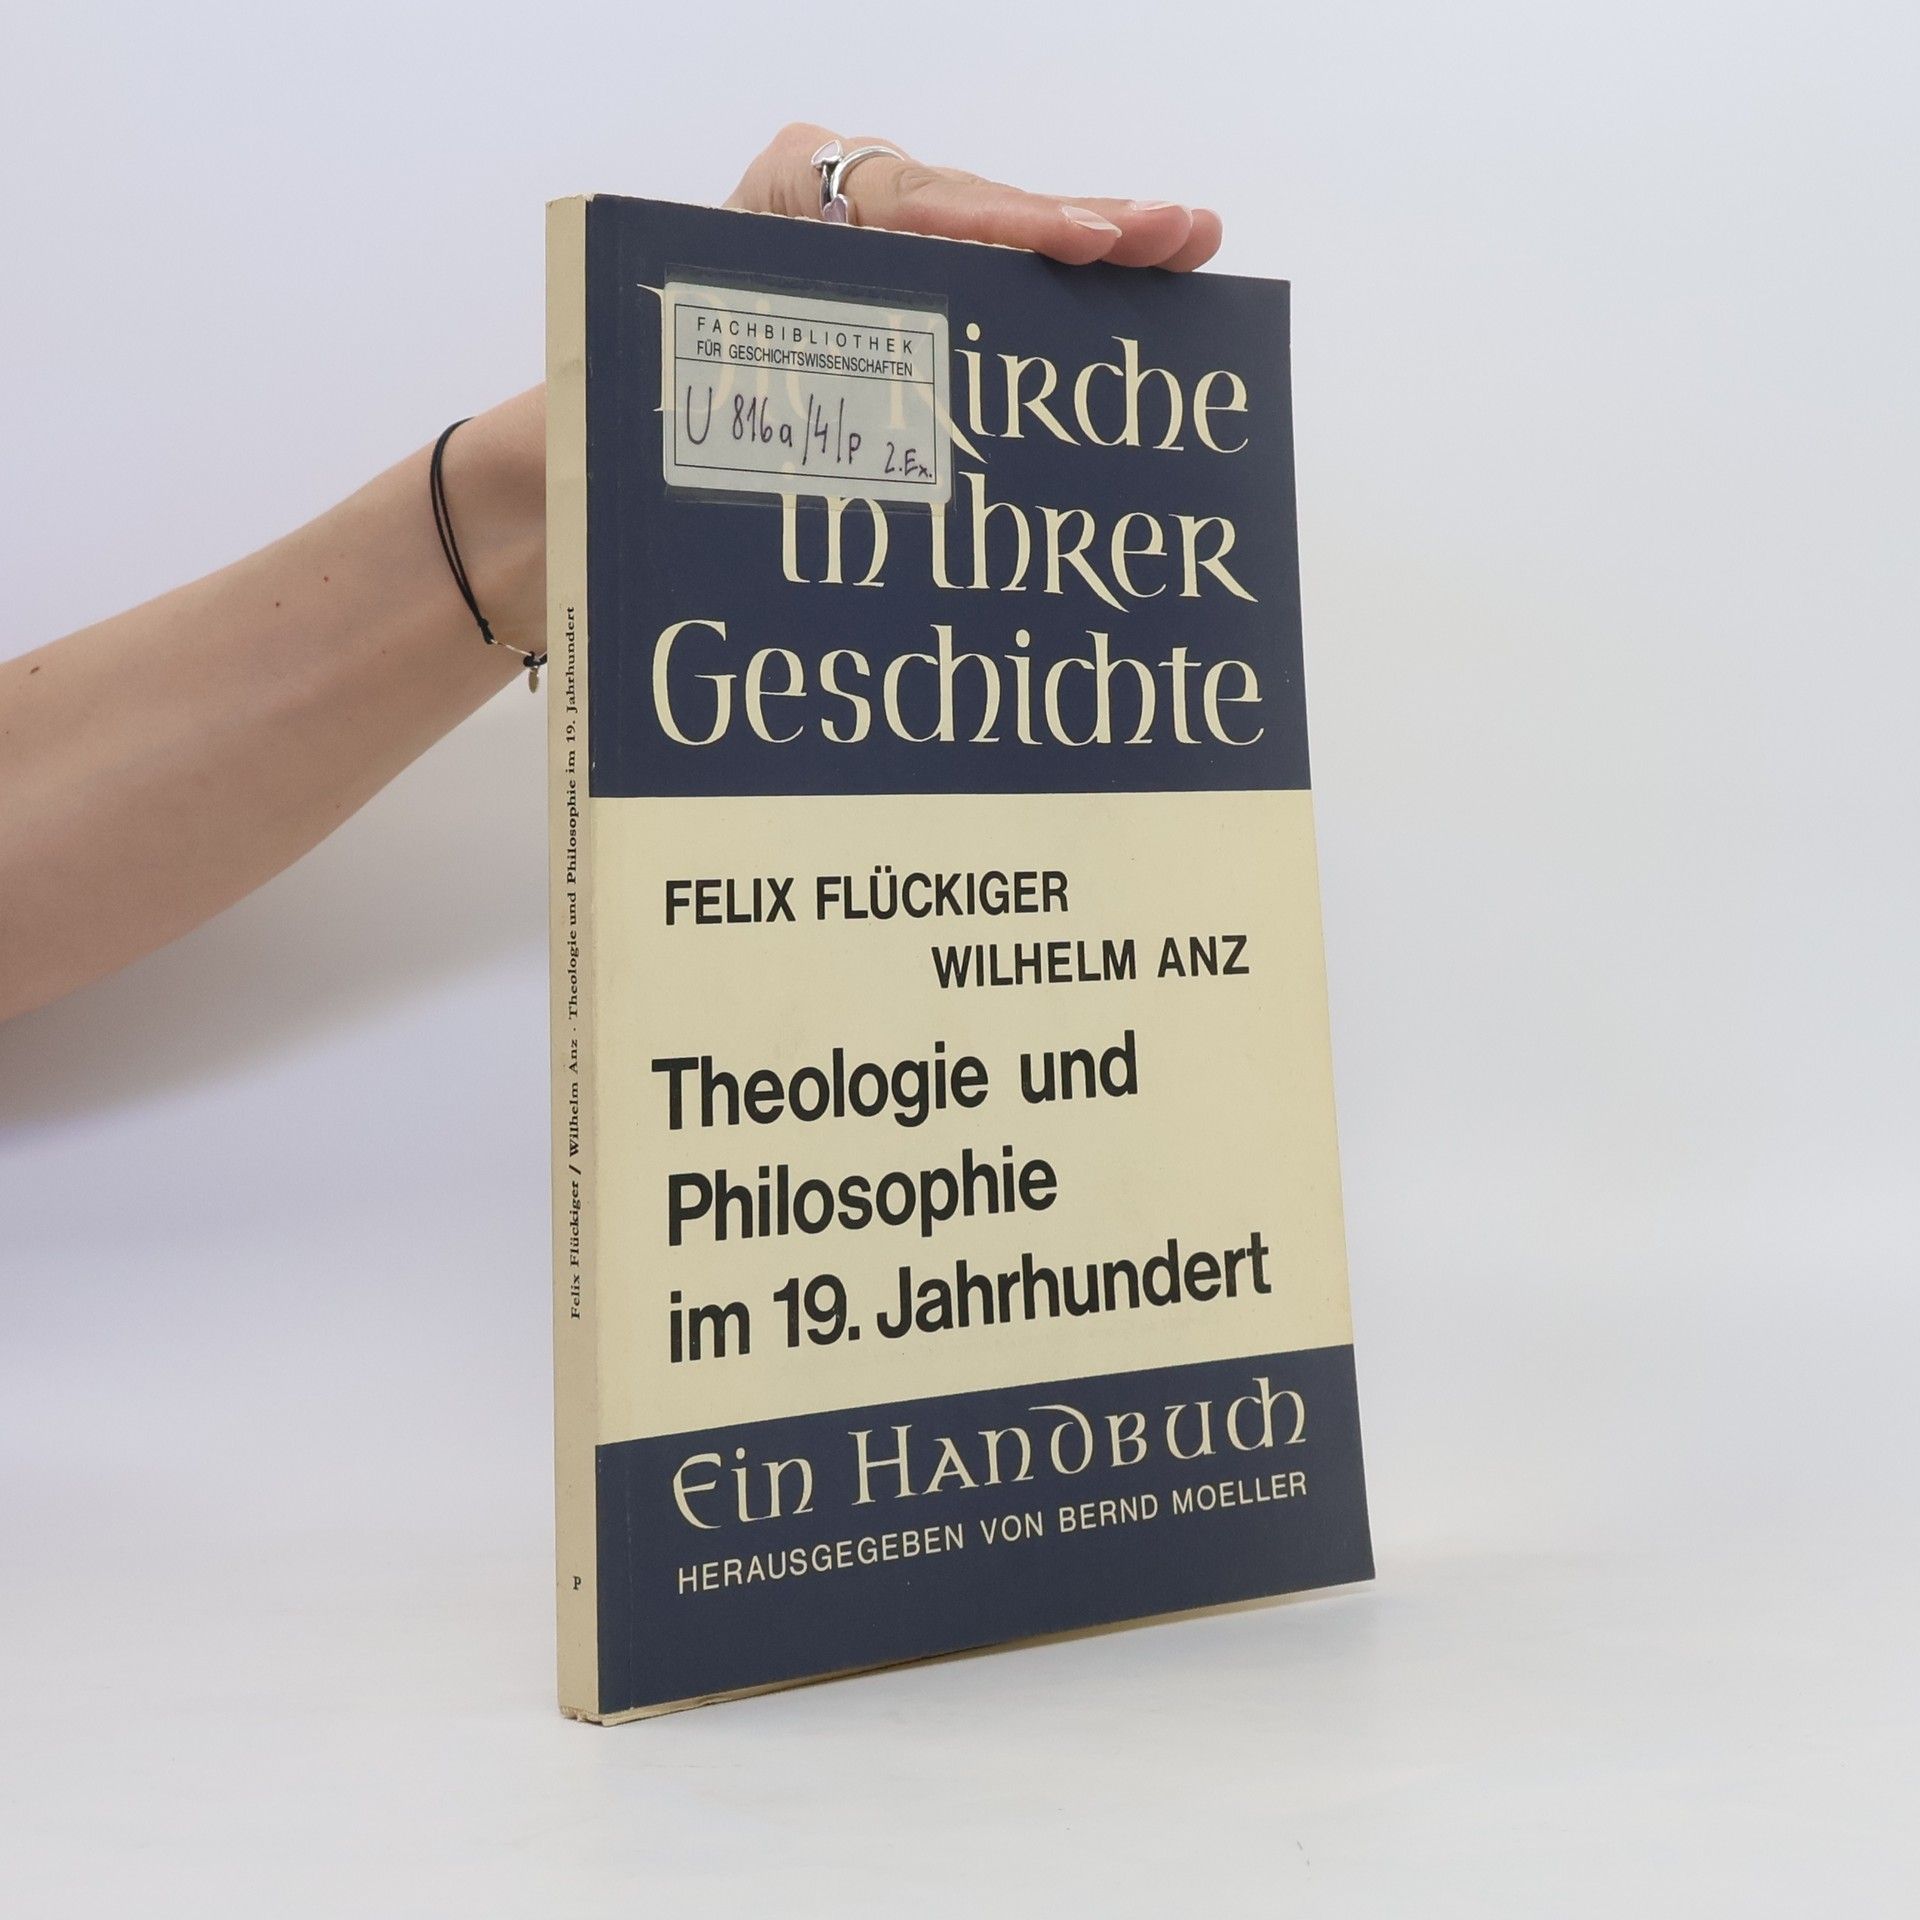 Die Kirche
in ihrer
Geschichte
FACHBIBLIOTHEK
FÜR GESCHICHTSWISSENSCHAFTEN
U 816a/4/p 2.Ex.
FELIX FLÜCKIGER
WILHELM ANZ
Theologie und
Philosophie
im 19. Jahrhundert
Ein Handbuch
HERAUSGEGEBEN VON BERND MOELLER
Felix Flückiger / Wilhelm Anz · Theologie und Philosophie im 19. Jahrhundert
P